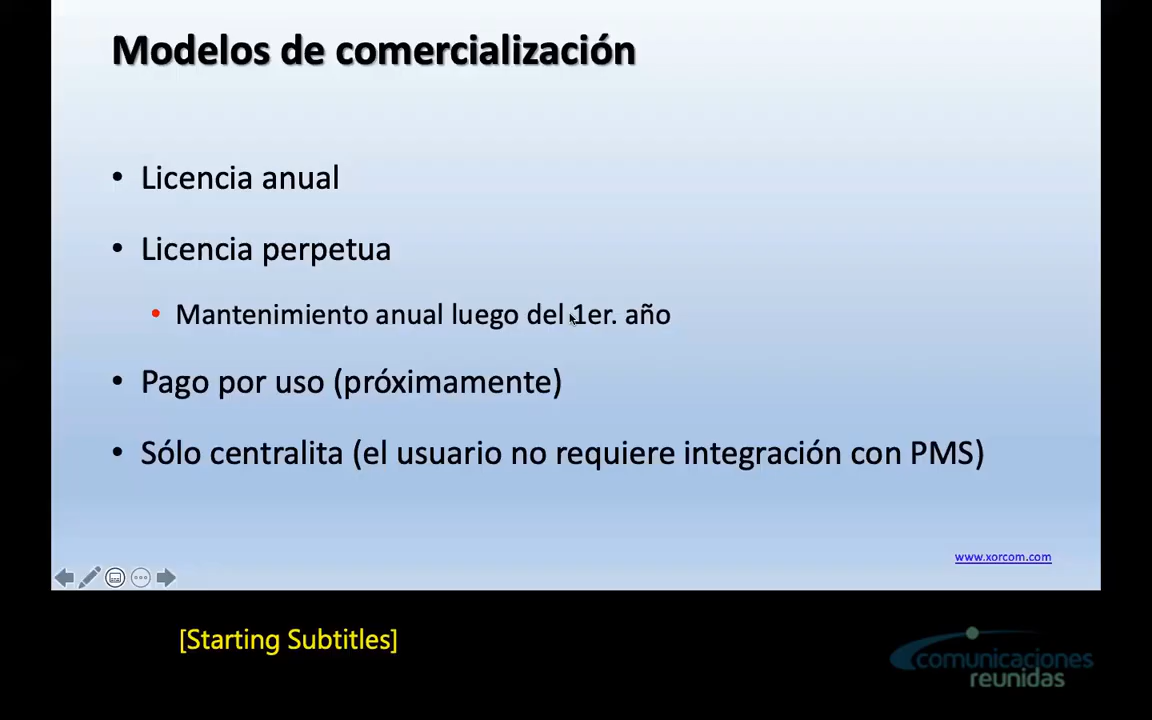 Modelos de comercialización
• Licencia anual
• Licencia perpetua
• Mantenimiento anual luego del 1er. año
• Pago por uso (próximamente)
• Sólo centralita (el usuario no requiere integración con PMS)
www.xorcom.com
[Starting Subtitles]
comunicaciones
reunidas